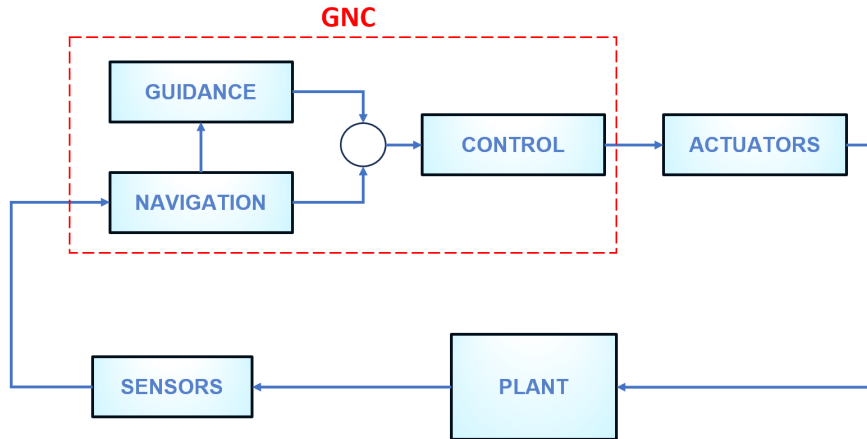 GNC
GUIDANCE
NAVIGATION
CONTROL
ACTUATORS
SENSORS
PLANT